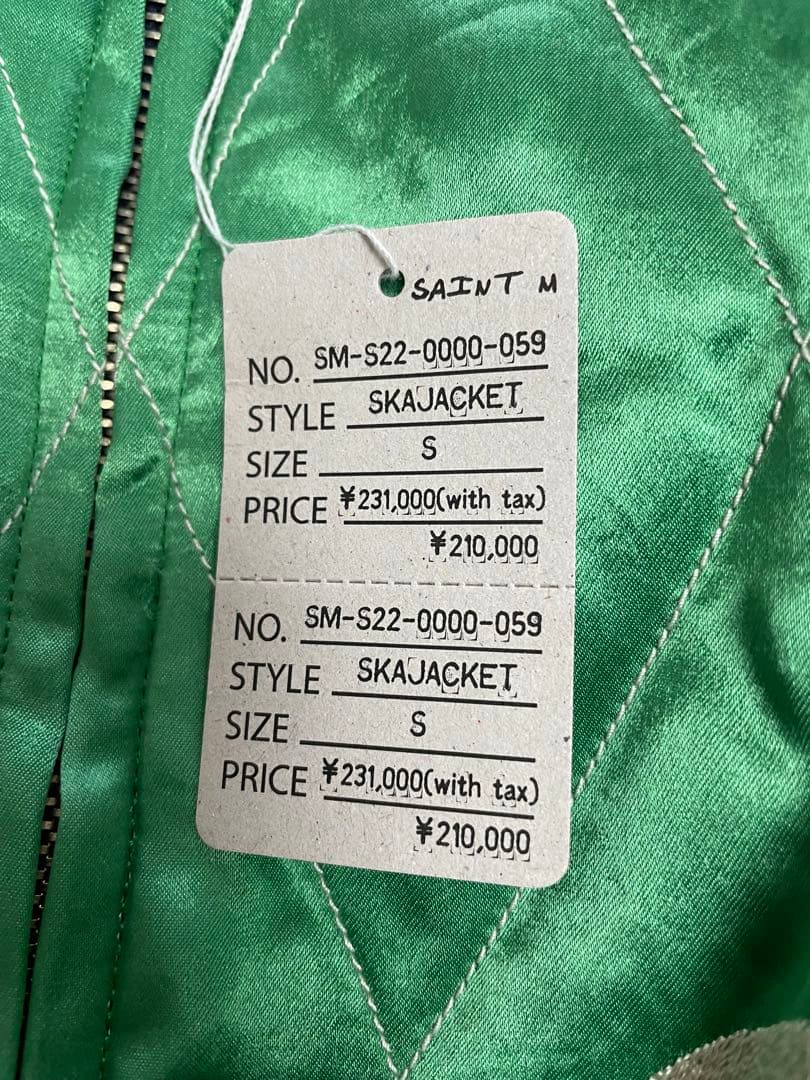 SAINT M
NO. SM-S22-0000-059
STYLE SKAJACKET
SIZE S
PRICE ¥231,000(with tax)
¥210,000
NO. SM-S22-0000-059
STYLE SKAJACKET
SIZE S
PRICE ¥231,000(with tax)
¥210,000